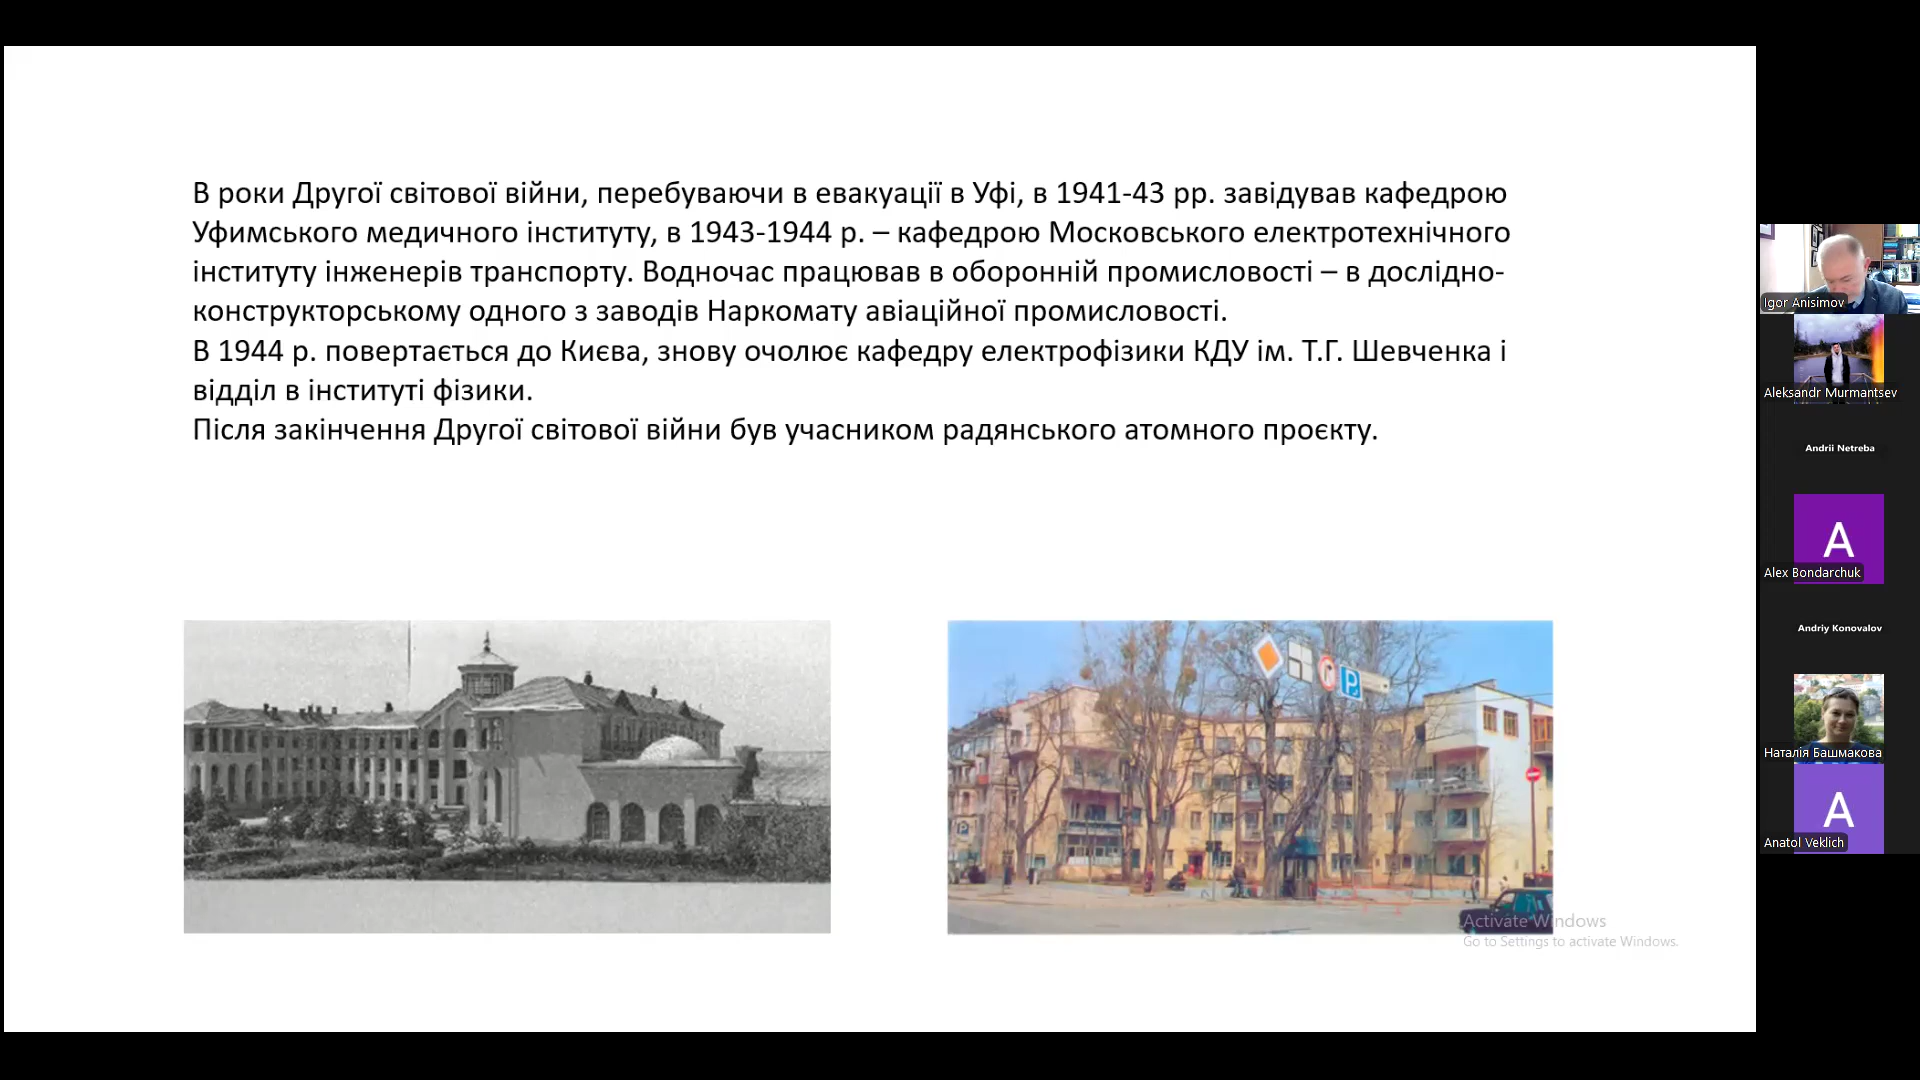 В роки Другої світової війни, перебуваючи в евакуації в Уфі, в 1941-43 рр. завідував кафедрою
Уфимського медичного інституту, в 1943-1944 р. – кафедрою Московського електротехнічного
інституту інженерів транспорту. Водночас працював в оборонній промисловості – в дослідно-
конструкторському одного з заводів Наркомату авіаційної промисловості.
В 1944 р. повертається до Києва, знову очолює кафедру електрофізики КДУ ім. Т.Г. Шевченка і
відділ в інституті фізики.
Після закінчення Другої світової війни був учасником радянського атомного проєкту.
P
Activate Windows
Go to Settings to activate Windows.
Igor Anisimov
Aleksandr Murmantsev
Andrii Netreba
A
Alex Bondarchuk
Andriy Konovalov
Наталія Башмакова
A
Anatol Veklich